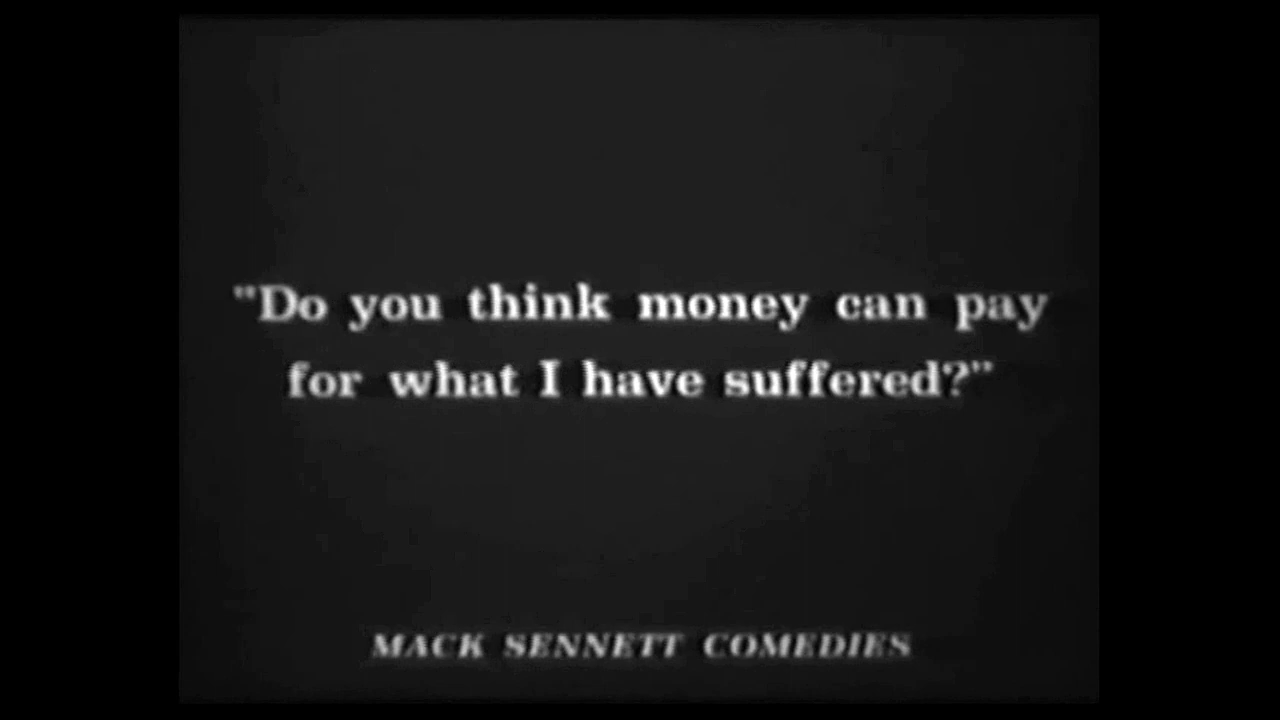 "Do you think money can pay
for what I have suffered?"
MACK SENNETT COMEDIES